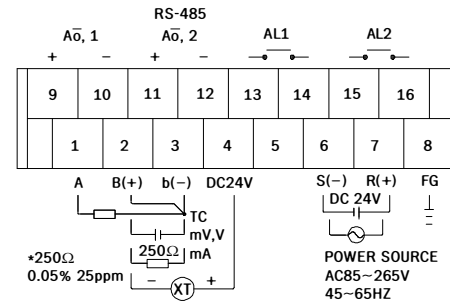 RS-485
Ao̅, 1 Ao̅, 2 AL1 AL2
+ − + −
9 10 11 12 13 14 15 16
1 2 3 4 5 6 7 8
A B(+) b(−) DC24V S(−) R(+) FG
DC 24V
TC
mV,V
250Ω mA
*250Ω
0.05% 25ppm
− XT +
POWER SOURCE
AC85~265V
45~65HZ